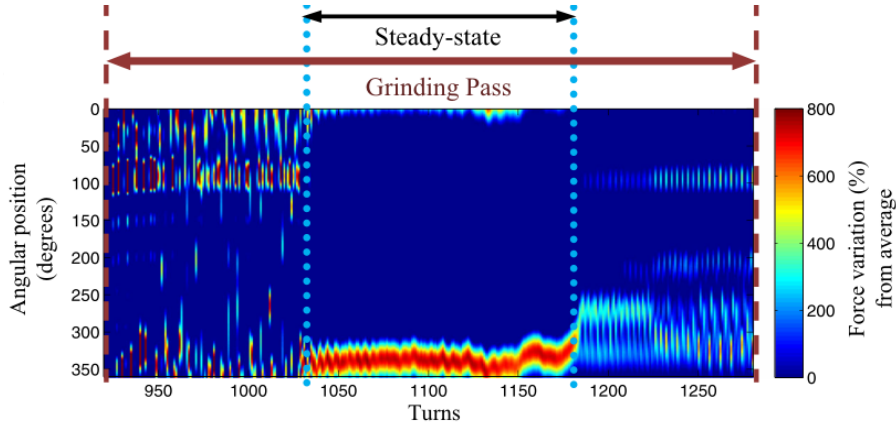 Steady-state
Grinding Pass
Angular position
(degrees)
0
50
100
150
200
250
300
350
950
1000
1050
1100
1150
1200
1250
Turns
800
600
400
200
0
Force variation (%)
from average